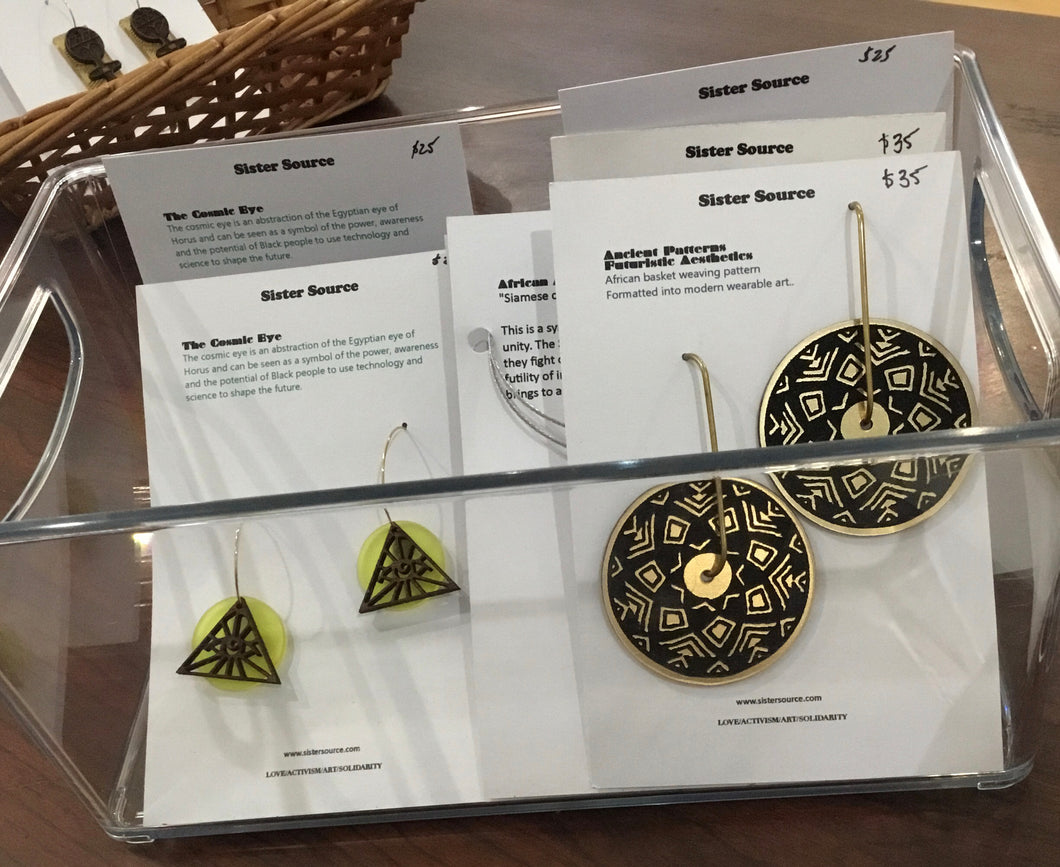 $25
Sister Source
The Cosmic Eye
The cosmic eye is an abstraction of the Egyptian eye of
Horus and can be seen as a symbol of the power, awareness
and the potential of Black people to use technology and
science to shape the future.
Sister Source
The Cosmic Eye
The cosmic eye is an abstraction of the Egyptian eye of
Horus and can be seen as a symbol of the power, awareness
and the potential of Black people to use technology and
science to shape the future.
www.sistersource.com
LOVE/ACTIVISM/ART/SOLIDARITY
African
"Siamese
This is a
unity. The
they fight
futility of
brings to a
$25
Sister Source
$35
Sister Source
$35
Sister Source
Ancient Patterns
Futuristic Aesthetics
African basket weaving pattern
Formatted into modern wearable art..
www.sistersource.com
LOVE/ACTIVISM/ART/SOLIDARITY